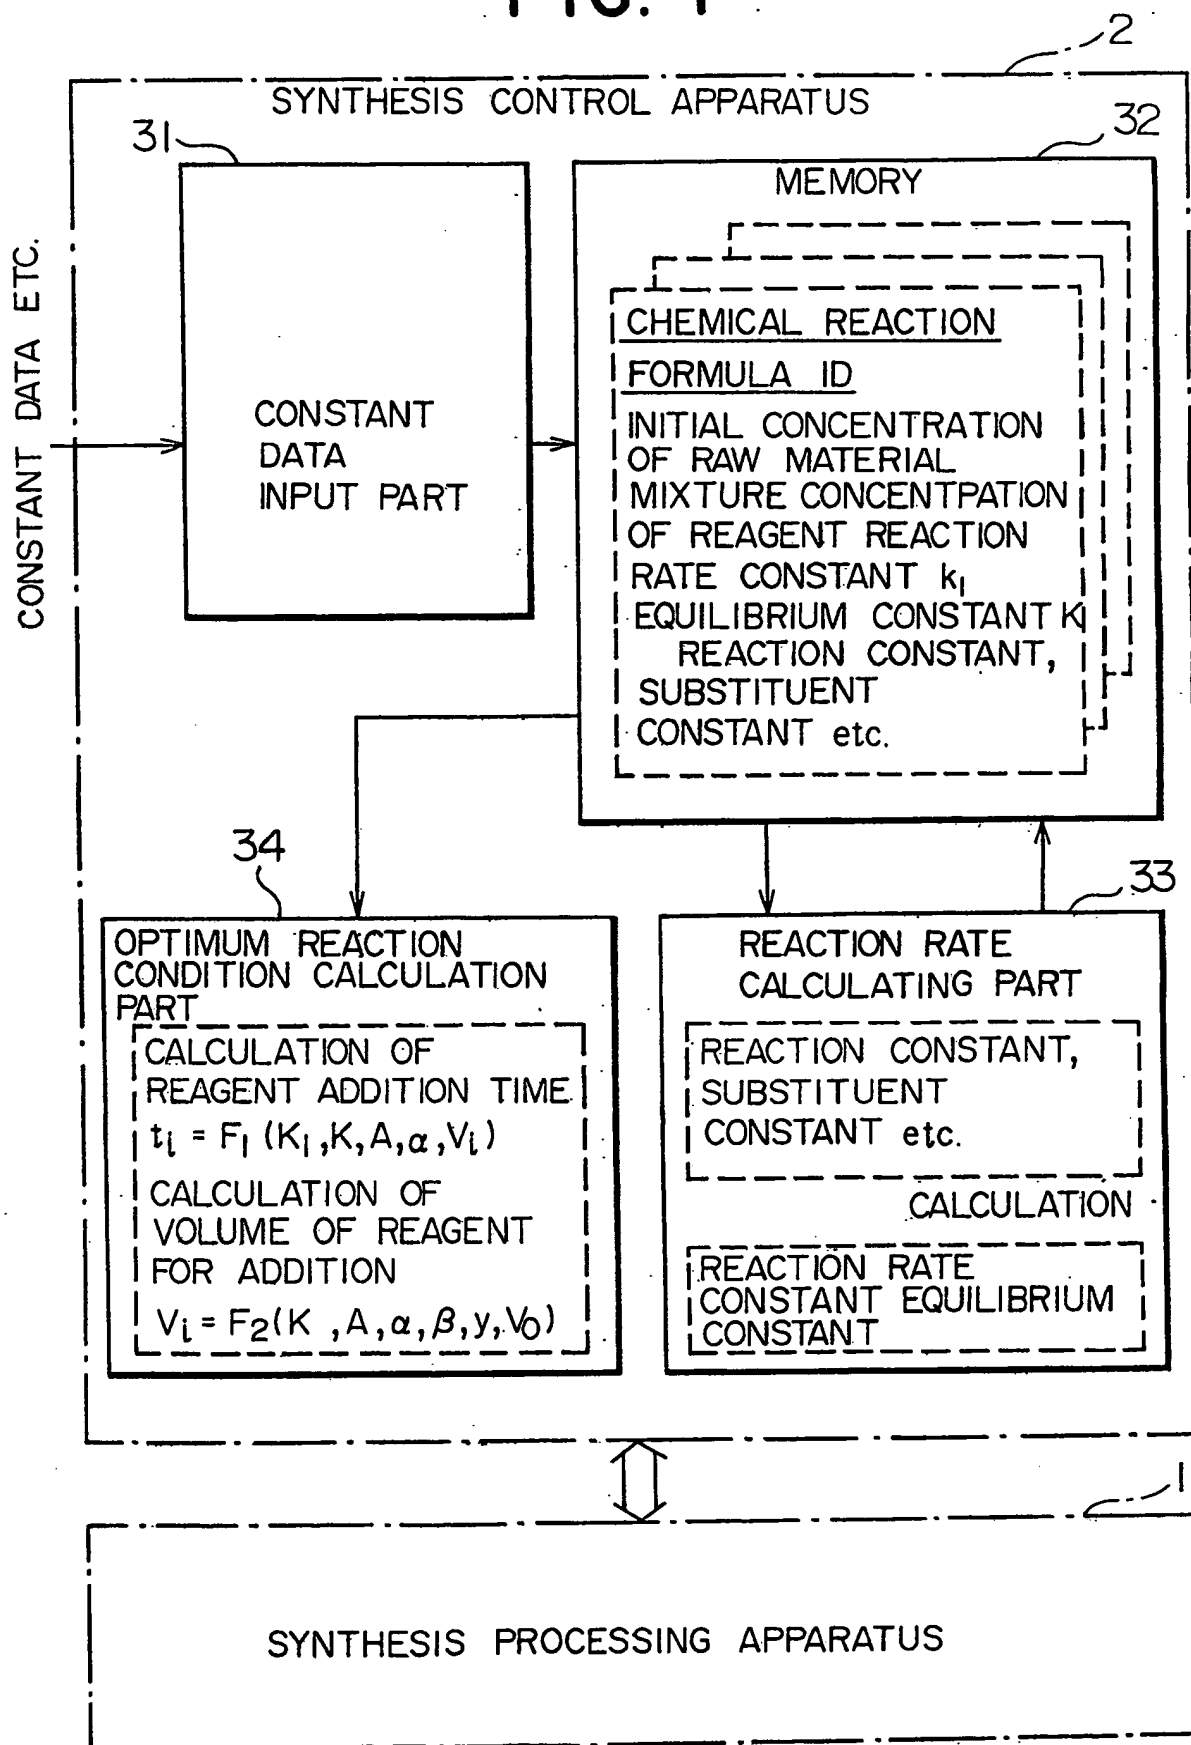 FIG. 1
2
SYNTHESIS CONTROL APPARATUS
31
32
CONSTANT DATA ETC.
CONSTANT
DATA
INPUT PART
MEMORY
CHEMICAL REACTION
FORMULA ID
INITIAL CONCENTRATION
OF RAW MATERIAL
MIXTURE CONCENTPATION
OF REAGENT REACTION
RATE CONSTANT k₁
EQUILIBRIUM CONSTANT K
REACTION CONSTANT,
SUBSTITUENT
CONSTANT etc.
34
33
OPTIMUM REACTION
CONDITION CALCULATION
PART
CALCULATION OF
REAGENT ADDITION TIME
tᵢ = F₁ (K₁, K, A, α, Vᵢ)
CALCULATION OF
VOLUME OF REAGENT
FOR ADDITION
Vᵢ = F₂(K , A, α, β, y, V₀)
REACTION RATE
CALCULATING PART
REACTION CONSTANT,
SUBSTITUENT
CONSTANT etc.
CALCULATION
REACTION RATE
CONSTANT EQUILIBRIUM
CONSTANT
1
SYNTHESIS PROCESSING APPARATUS